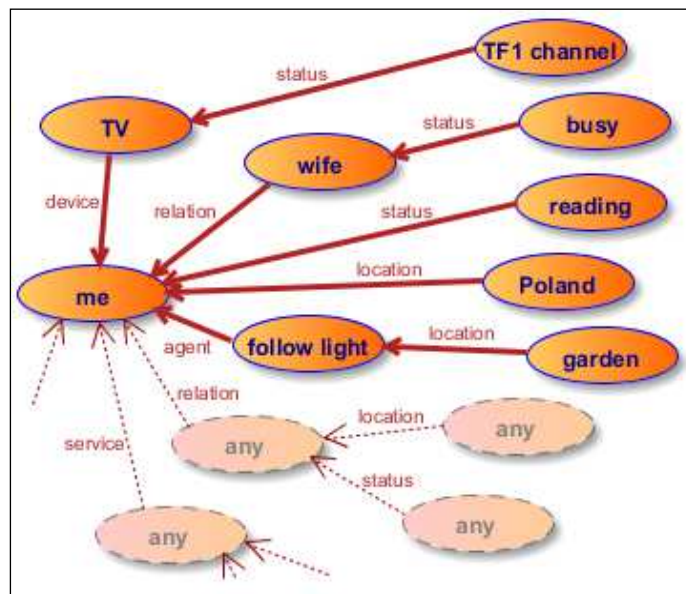 TF1 channel
status
TV
status
busy
wife
device
relation
status
reading
location
me
Poland
agent
follow light
location
garden
relation
service
any
location
any
status
any
any